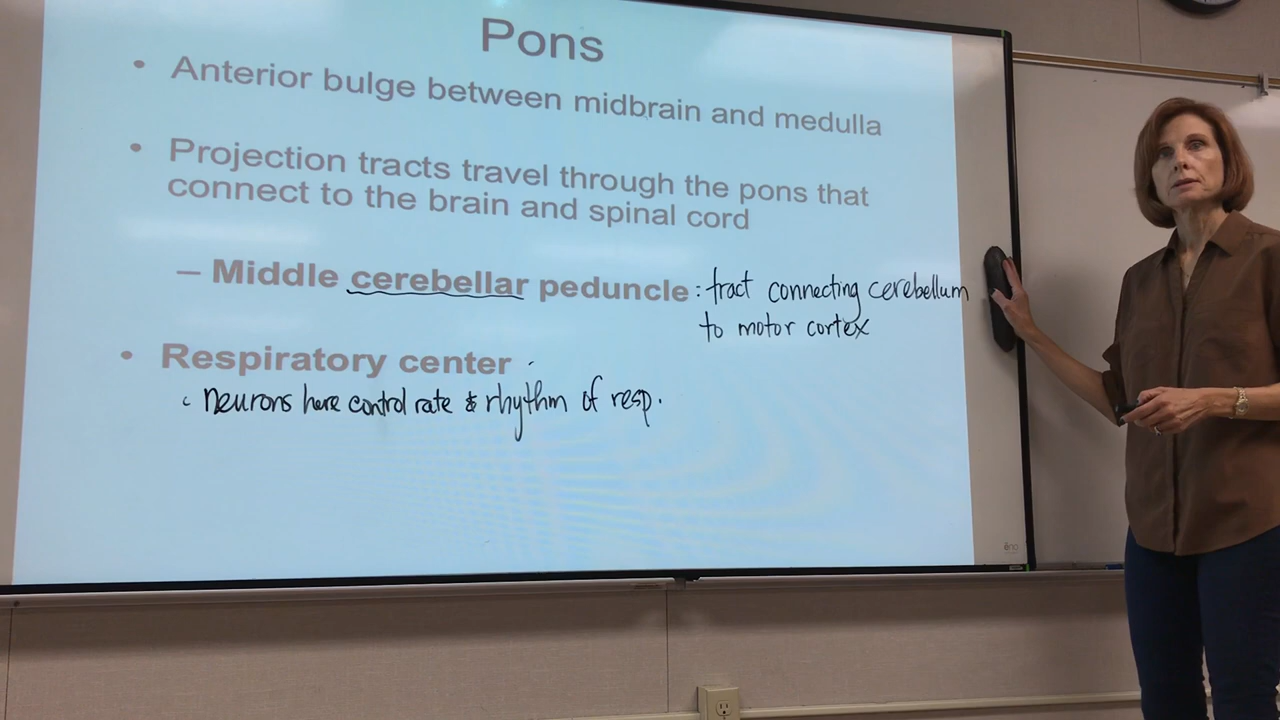 Pons
• Anterior bulge between midbrain and medulla
• Projection tracts travel through the pons that
connect to the brain and spinal cord
– Middle cerebellar peduncle : tract connecting cerebellum
to motor cortex
• Respiratory center
• neurons here control rate & rhythm of resp.
eno